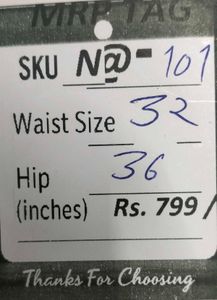 MRP TAG
SKU N@-101
Waist Size 32
Hip 36
(inches) Rs. 799/
Thanks For Choosing